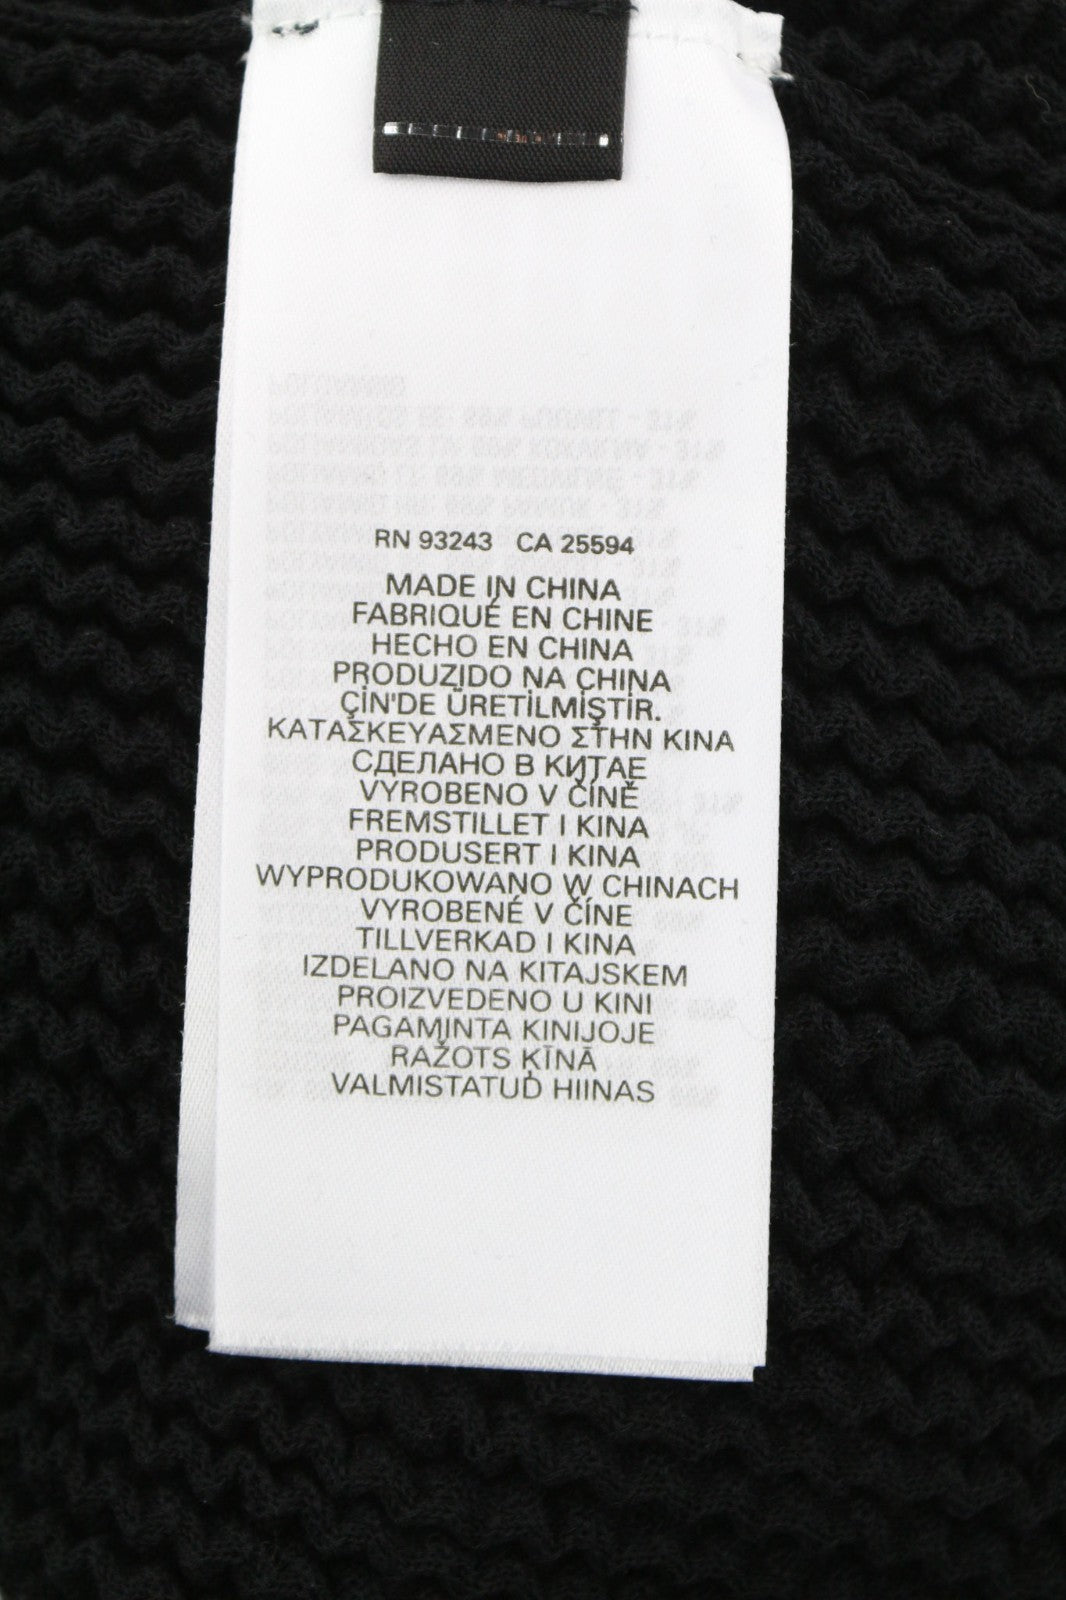 RN 93243 CA 25594
MADE IN CHINA
FABRIQUÉ EN CHINE
HECHO EN CHINA
PRODUZIDO NA CHINA
ÇİN'DE ÜRETİLMİŞTİR.
ΚΑΤΑΣΚΕΥΑΣΜΕΝΟ ΣΤΗΝ ΚΙΝΑ
СДЕЛАНО В КИТАЕ
VYROBENO V ČÍNĚ
FREMSTILLET I KINA
PRODUSERT I KINA
WYPRODUKOWANO W CHINACH
VYROBENÉ V ČÍNE
TILLVERKAD I KINA
IZDELANO NA KITAJSKEM
PROIZVEDENO U KINI
PAGAMINTA KINIJOJE
RAŽOTS ĶĪNĀ
VALMISTATUD HIINAS